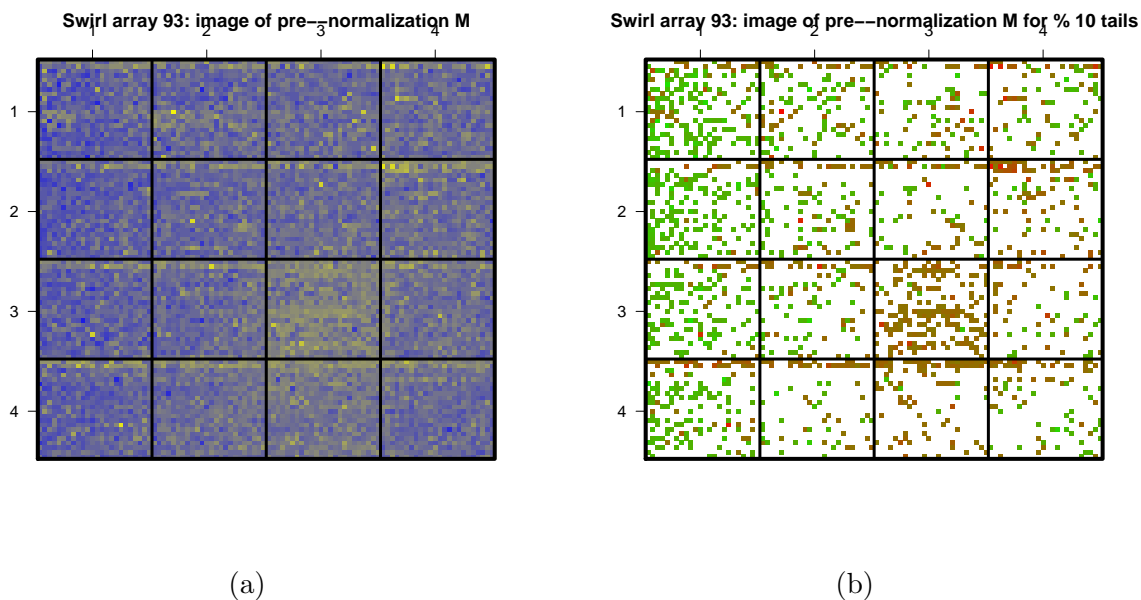 Swirl array 93: image of pre−−normalization M
1 2 3 4
1
2
3
4
(a)
Swirl array 93: image of pre−−normalization M for % 10 tails
1 2 3 4
1
2
3
4
(b)